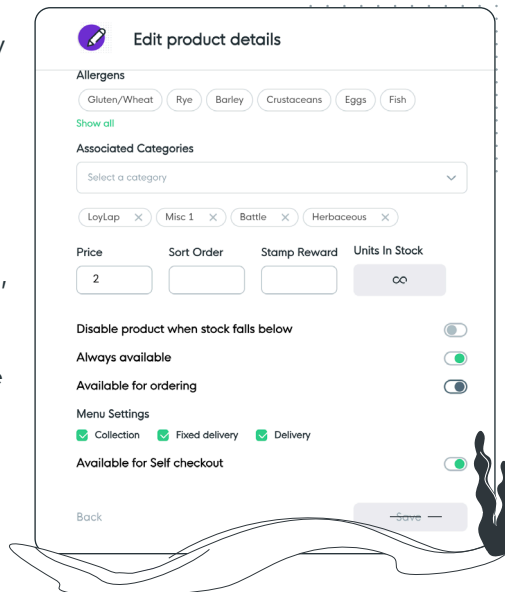 Edit product details
Allergens
Gluten/Wheat Rye Barley Crustaceans Eggs Fish
Show all
Associated Categories
Select a category
LoyLap Misc 1 Battle Herbaceous
Price Sort Order Stamp Reward Units In Stock
2 ∞
Disable product when stock falls below
Always available
Available for ordering
Menu Settings
Collection Fixed delivery Delivery
Available for Self checkout
Back Save